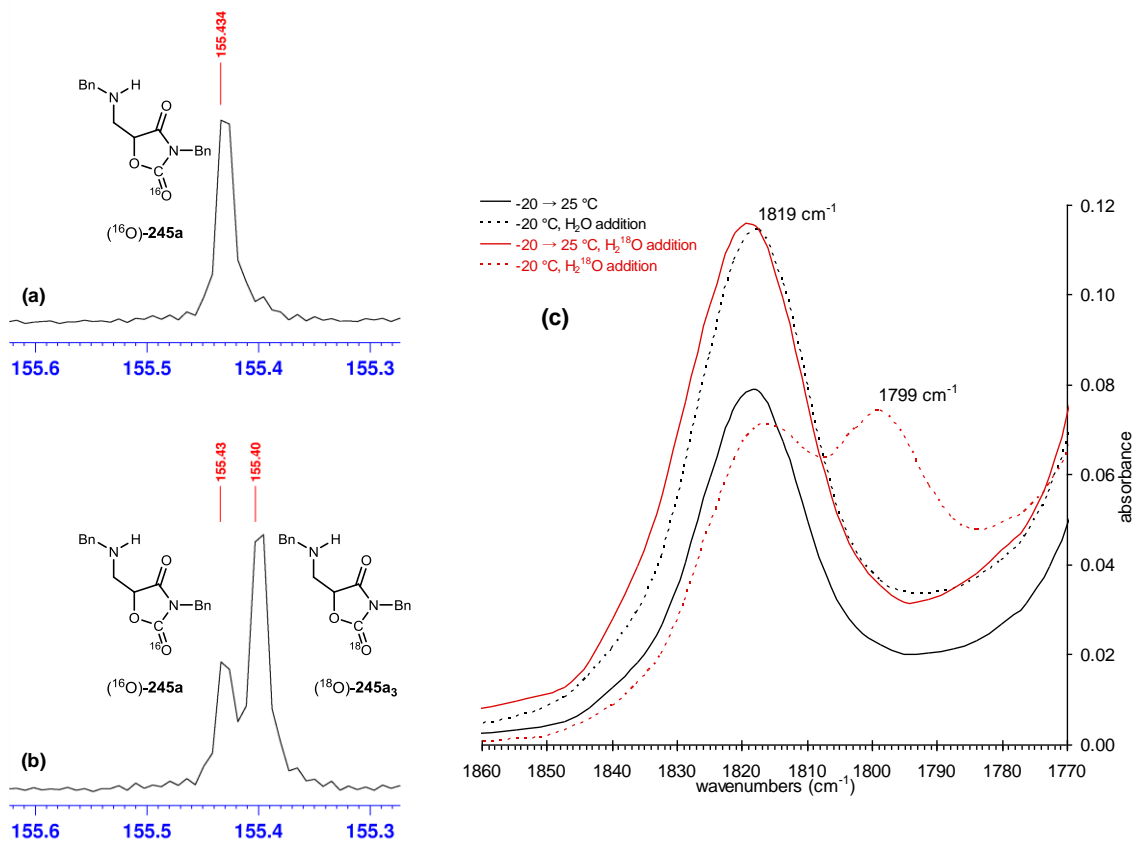 155.434
Bn
N
H
O
N
Bn
O
C
16
O
(16O)-245a
(a)
155.6 155.5 155.4 155.3
155.43
155.40
Bn
N
H
O
N
Bn
O
C
16
O
(16O)-245a
Bn
N
H
O
N
Bn
O
C
18
O
(18O)-245a3
(b)
155.6 155.5 155.4 155.3
-20 → 25 °C
-20 °C, H2O addition
-20 → 25 °C, H218O addition
-20 °C, H218O addition
(c)
1819 cm-1
1799 cm-1
0.12
0.10
0.08
0.06
0.04
0.02
0.00
absorbance
1860 1850 1840 1830 1820 1810 1800 1790 1780 1770
wavenumbers (cm-1)